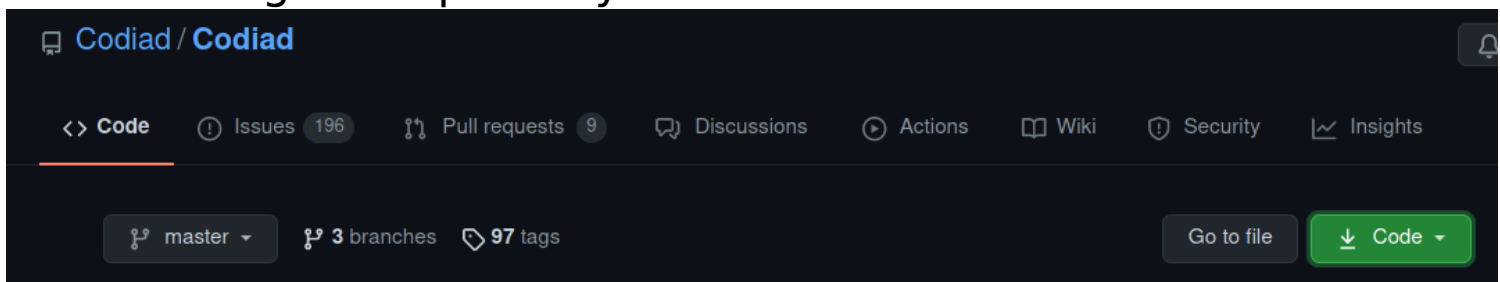 Codiad / Codiad
Code Issues 196 Pull requests 9 Discussions Actions Wiki Security Insights
master 3 branches 97 tags Go to file Code